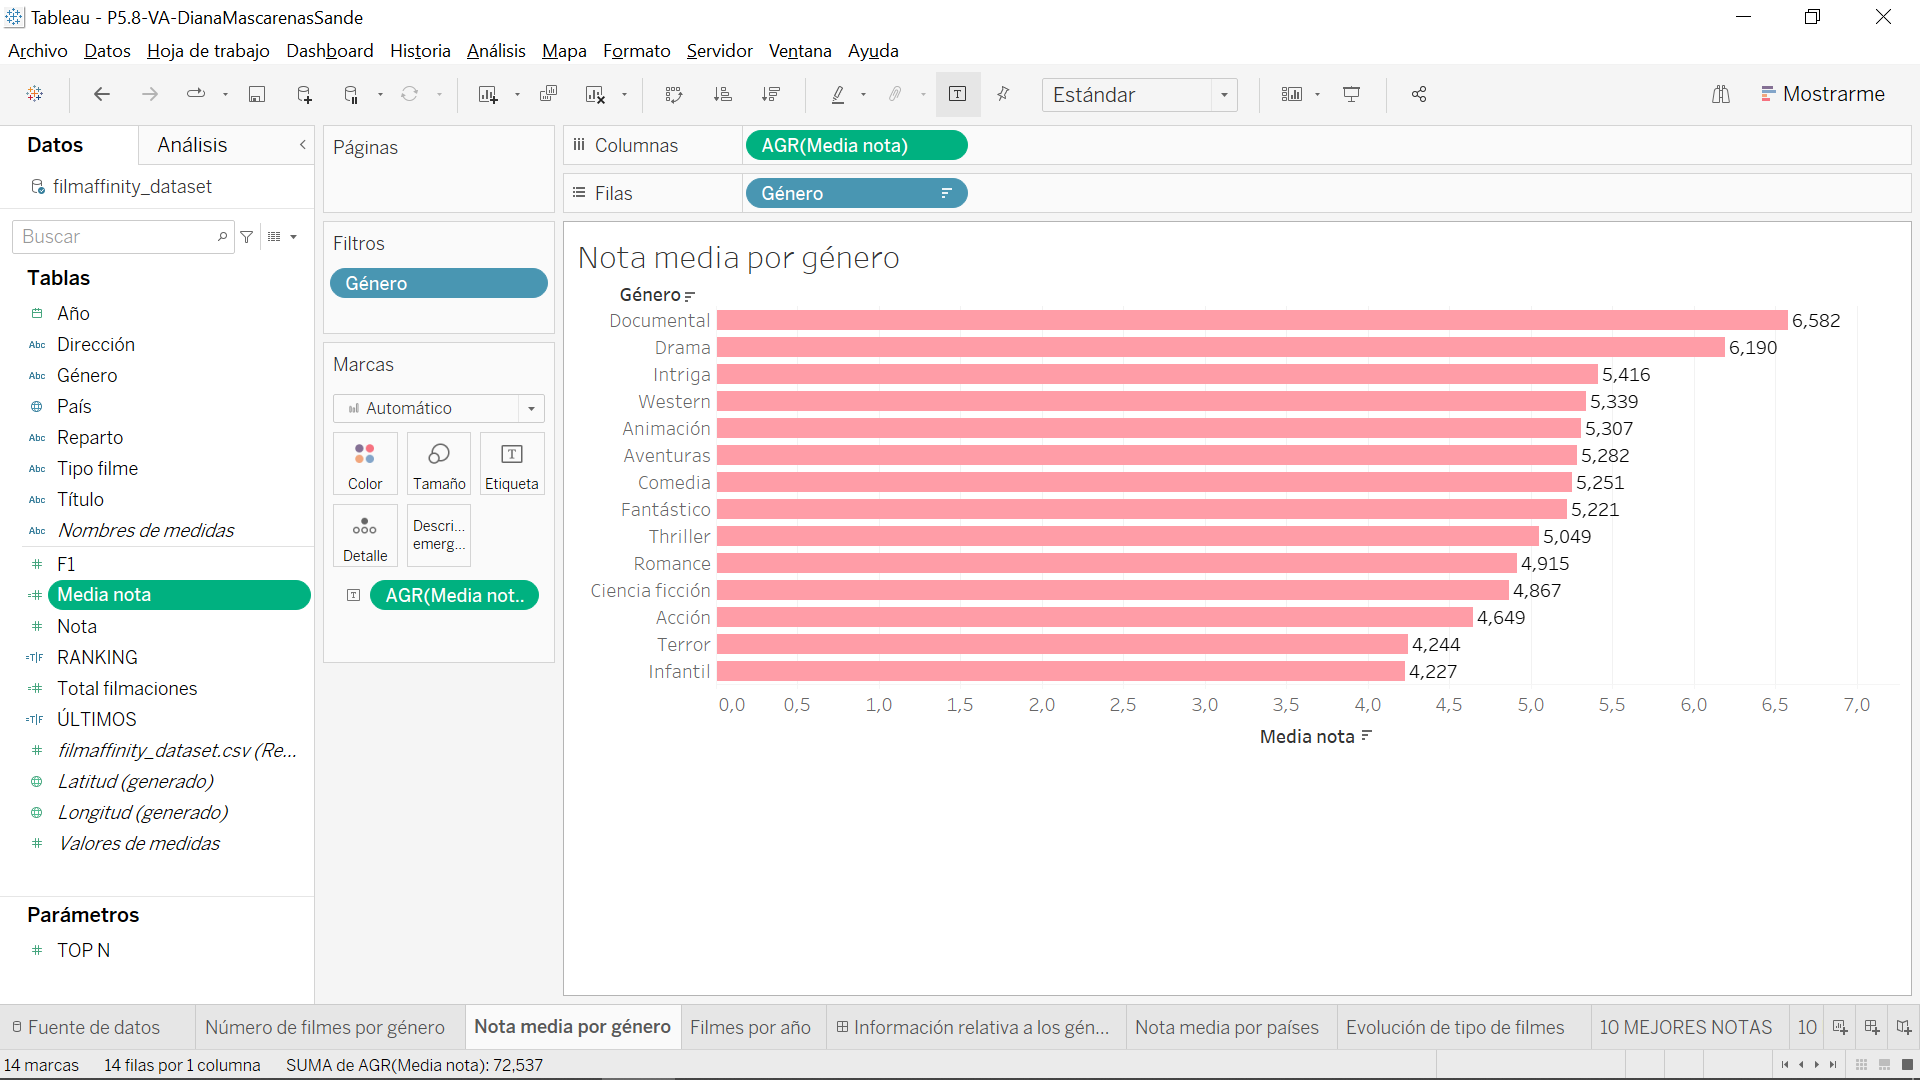 Tableau - P5.8-VA-DianaMascarenasSande
Archivo Datos Hoja de trabajo Dashboard Historia Análisis Mapa Formato Servidor Ventana Ayuda
Estándar
Mostrarme
Datos
Análisis
filmaffinity_dataset
Buscar
Tablas
Año
Abc Dirección
Abc Género
País
Abc Reparto
Abc Tipo filme
Abc Título
Abc Nombres de medidas
# F1
=# Media nota
# Nota
=T|F RANKING
=# Total filmaciones
=T|F ÚLTIMOS
# filmaffinity_dataset.csv (Re...
Latitud (generado)
Longitud (generado)
# Valores de medidas
Parámetros
# TOP N
Páginas
Filtros
Género
Marcas
Automático
Color
Tamaño
T
Etiqueta
Detalle
Descri...
emerg...
T AGR(Media not..
Columnas
AGR(Media nota)
Filas
Género
Nota media por género
Género
Documental 6,582
Drama 6,190
Intriga 5,416
Western 5,339
Animación 5,307
Aventuras 5,282
Comedia 5,251
Fantástico 5,221
Thriller 5,049
Romance 4,915
Ciencia ficción 4,867
Acción 4,649
Terror 4,244
Infantil 4,227
0,0 0,5 1,0 1,5 2,0 2,5 3,0 3,5 4,0 4,5 5,0 5,5 6,0 6,5 7,0
Media nota
Fuente de datos
Número de filmes por género
Nota media por género
Filmes por año
Información relativa a los gén...
Nota media por países
Evolución de tipo de filmes
10 MEJORES NOTAS
10
14 marcas 14 filas por 1 columna SUMA de AGR(Media nota): 72,537